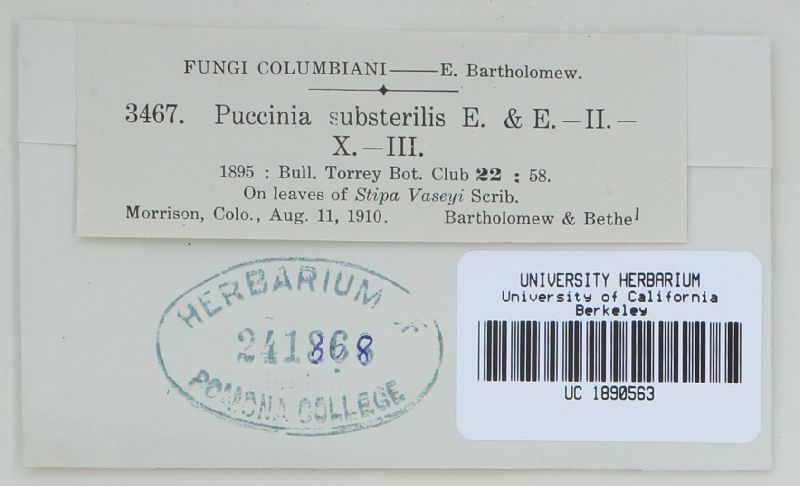 FUNGI COLUMBIANI—E. Bartholomew.
3467. Puccinia substerilis E. & E.—II.—
X.—III.
1895 : Bull. Torrey Bot. Club 22 : 58.
On leaves of Stipa Vaseyi Scrib.
Morrison, Colo., Aug. 11, 1910. Bartholomew & Bethel
HERBARIUM
241868
POMONA COLLEGE
UNIVERSITY HERBARIUM
University of California
Berkeley
UC 1890563